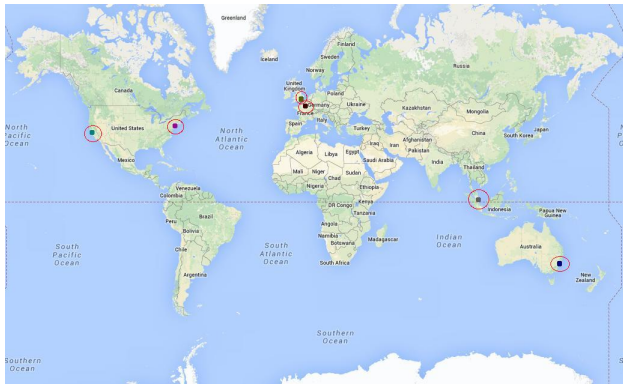 Greenland
Iceland
Finland
Sweden
Norway
Russia
United
Kingdom
Canada
Poland
Germany
Ukraine
France
Kazakhstan
Mongolia
North
Pacific
Ocean
United States
North
Atlantic
Ocean
Spain
Italy
Turkey
China
South Korea
Japan
Afghanistan
Iraq
Iran
Pakistan
Algeria
Libya
Egypt
Saudi Arabia
India
Mexico
Mali
Niger
Chad
Sudan
Thailand
Nigeria
Ethiopia
Venezuela
Colombia
DR Congo
Kenya
Tanzania
Indonesia
Papua New
Guinea
Peru
Brazil
Bolivia
Angola
Namibia
Botswana
Madagascar
Indian
Ocean
South
Pacific
Ocean
Chile
South
Atlantic
Ocean
Australia
Argentina
South Africa
New
Zealand
Southern
Ocean
Southern
Ocean